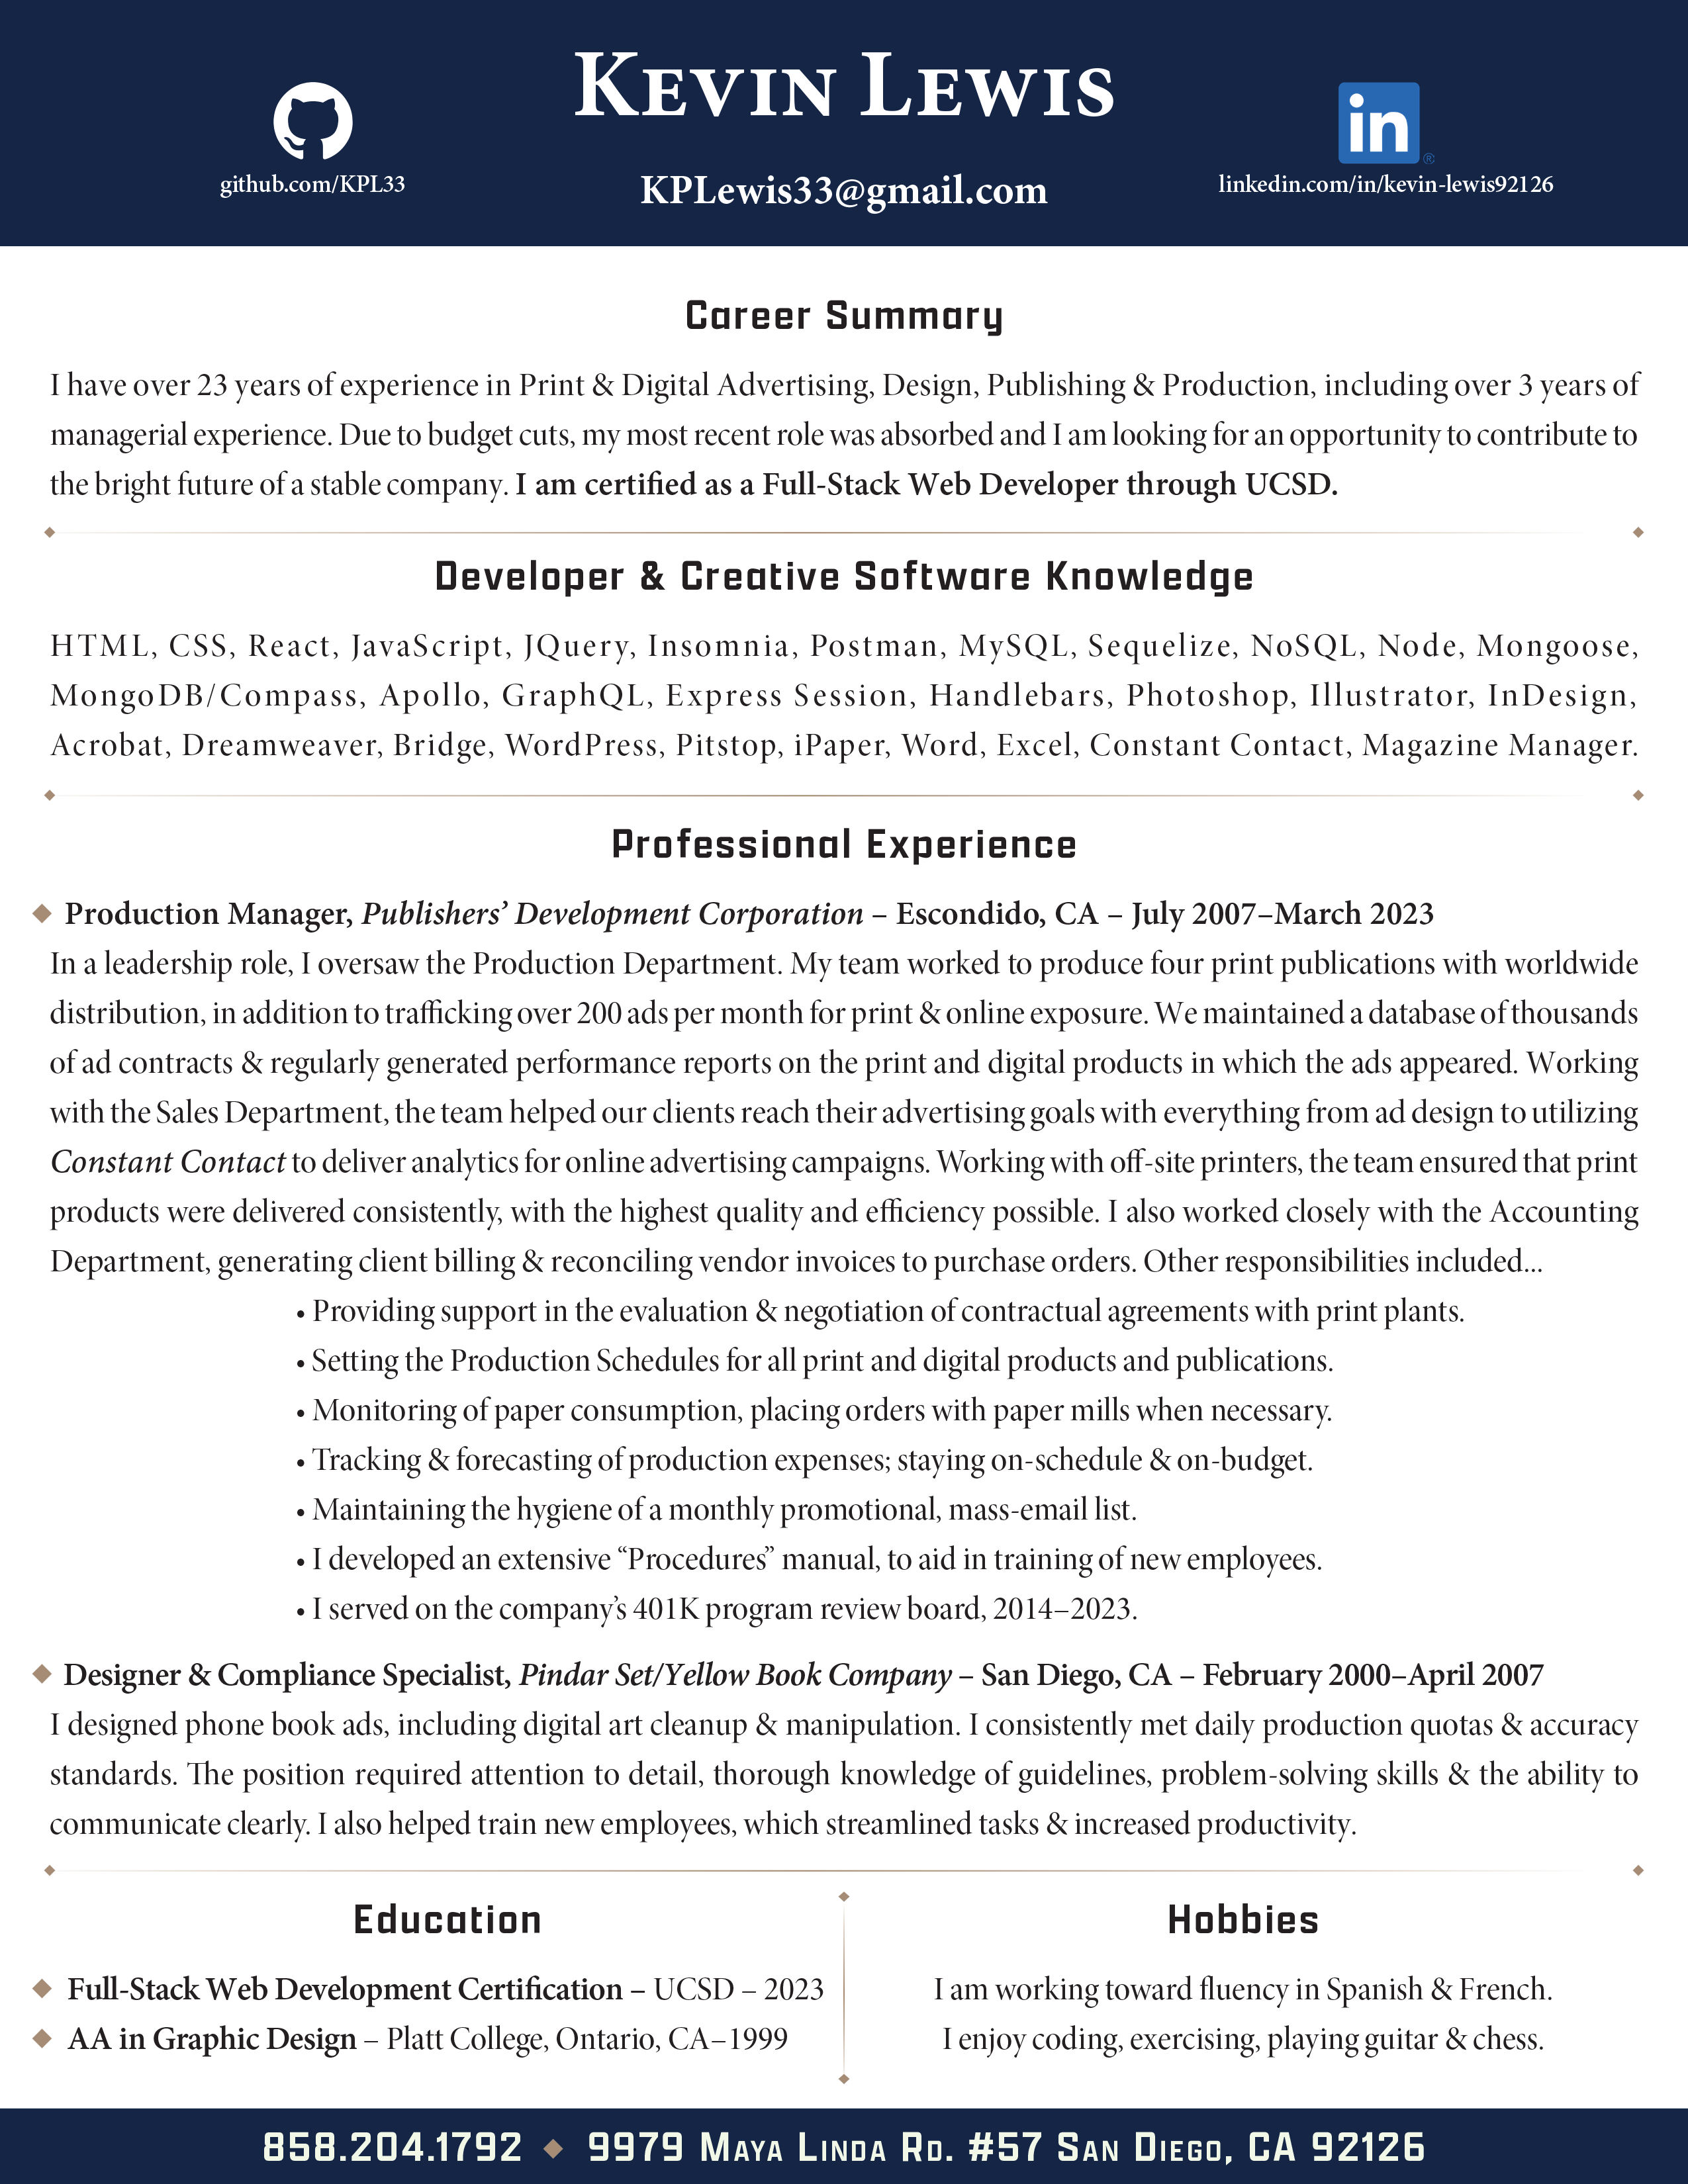 Kevin Lewis
github.com/KPL33
KPLewis33@gmail.com
in®
linkedin.com/in/kevin-lewis92126
Career Summary
I have over 23 years of experience in Print & Digital Advertising, Design, Publishing & Production, including over 3 years of
managerial experience. Due to budget cuts, my most recent role was absorbed and I am looking for an opportunity to contribute to
the bright future of a stable company. I am certified as a Full-Stack Web Developer through UCSD.
Developer & Creative Software Knowledge
HTML, CSS, React, JavaScript, JQuery, Insomnia, Postman, MySQL, Sequelize, NoSQL, Node, Mongoose,
MongoDB/Compass, Apollo, GraphQL, Express Session, Handlebars, Photoshop, Illustrator, InDesign,
Acrobat, Dreamweaver, Bridge, WordPress, Pitstop, iPaper, Word, Excel, Constant Contact, Magazine Manager.
Professional Experience
◆ Production Manager, Publishers’ Development Corporation – Escondido, CA – July 2007–March 2023
In a leadership role, I oversaw the Production Department. My team worked to produce four print publications with worldwide
distribution, in addition to trafficking over 200 ads per month for print & online exposure. We maintained a database of thousands
of ad contracts & regularly generated performance reports on the print and digital products in which the ads appeared. Working
with the Sales Department, the team helped our clients reach their advertising goals with everything from ad design to utilizing
Constant Contact to deliver analytics for online advertising campaigns. Working with off-site printers, the team ensured that print
products were delivered consistently, with the highest quality and efficiency possible. I also worked closely with the Accounting
Department, generating client billing & reconciling vendor invoices to purchase orders. Other responsibilities included...
• Providing support in the evaluation & negotiation of contractual agreements with print plants.
• Setting the Production Schedules for all print and digital products and publications.
• Monitoring of paper consumption, placing orders with paper mills when necessary.
• Tracking & forecasting of production expenses; staying on-schedule & on-budget.
• Maintaining the hygiene of a monthly promotional, mass-email list.
• I developed an extensive “Procedures” manual, to aid in training of new employees.
• I served on the company’s 401K program review board, 2014–2023.
◆ Designer & Compliance Specialist, Pindar Set/Yellow Book Company – San Diego, CA – February 2000–April 2007
I designed phone book ads, including digital art cleanup & manipulation. I consistently met daily production quotas & accuracy
standards. The position required attention to detail, thorough knowledge of guidelines, problem-solving skills & the ability to
communicate clearly. I also helped train new employees, which streamlined tasks & increased productivity.
Education
◆ Full-Stack Web Development Certification – UCSD – 2023
◆ AA in Graphic Design – Platt College, Ontario, CA–1999
Hobbies
I am working toward fluency in Spanish & French.
I enjoy coding, exercising, playing guitar & chess.
858.204.1792 ◆ 9979 Maya Linda Rd. #57 San Diego, CA 92126